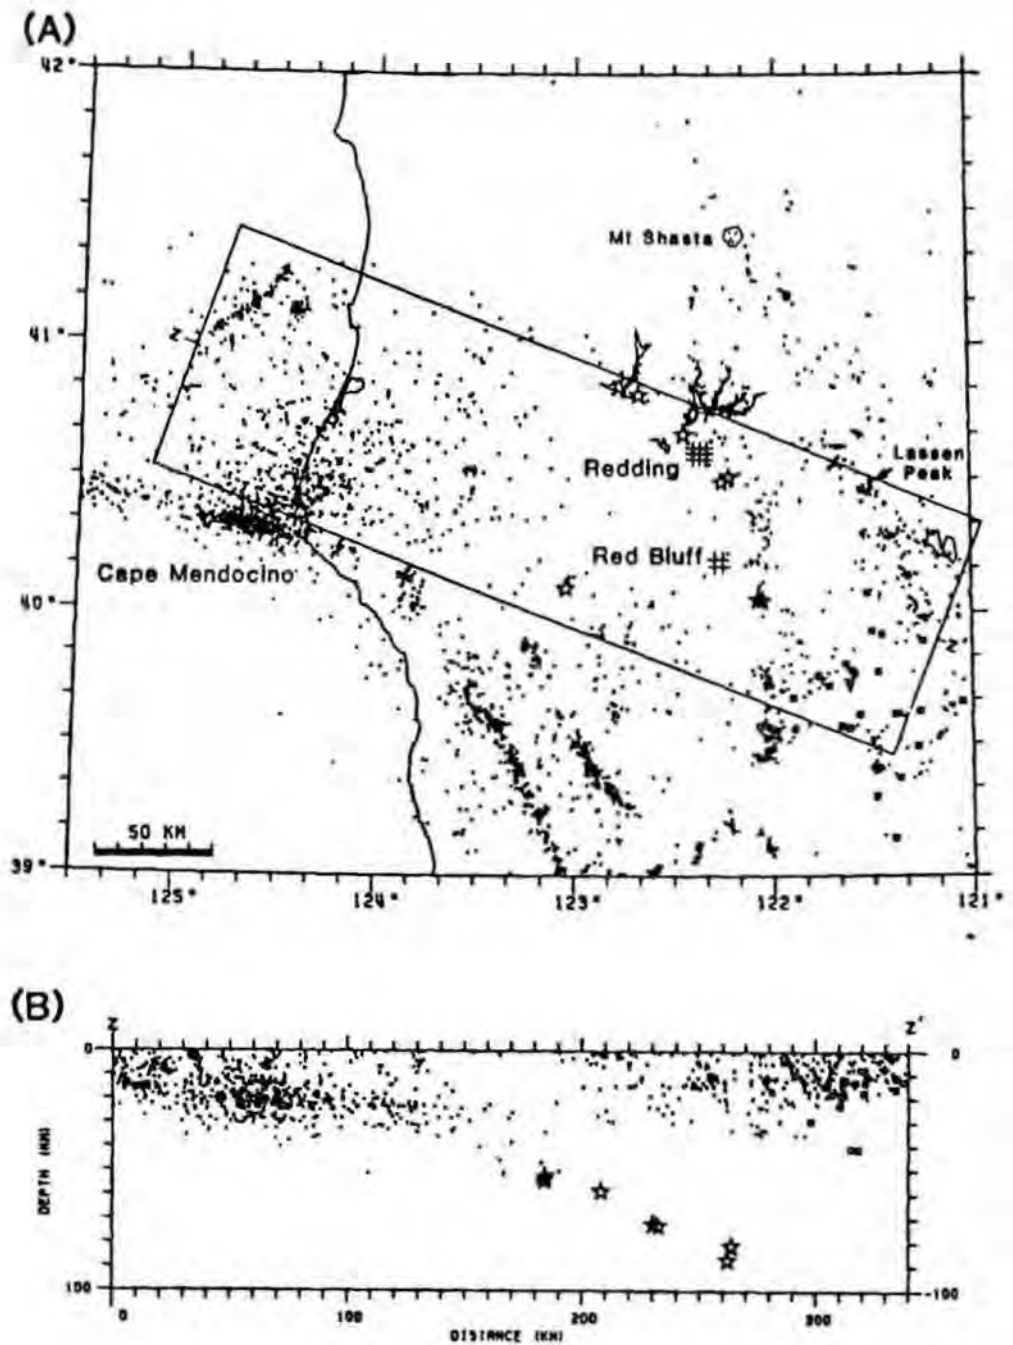 (A)
42°
Mt Shasta
41°
Z
Lassen
Peak
Redding
Red Bluff
Cape Mendocino
40°
Z'
50 KM
39°
125°
124°
123°
122°
121°
(B)
Z
Z'
0
0
DEPTH (KM)
100
-100
0
100
200
300
DISTANCE (KM)